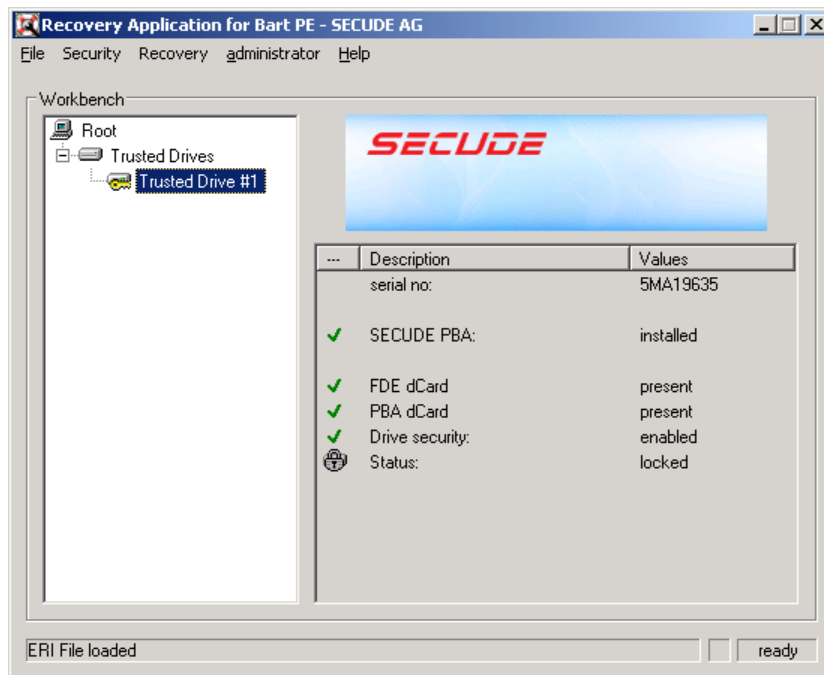 Recovery Application for Bart PE - SECUDE AG
File Security Recovery administrator Help
Workbench
Root
Trusted Drives
Trusted Drive #1
SECUDE
--- Description Values
serial no: 5MA19635
SECUDE PBA: installed
FDE dCard present
PBA dCard present
Drive security: enabled
Status: locked
ERI File loaded ready